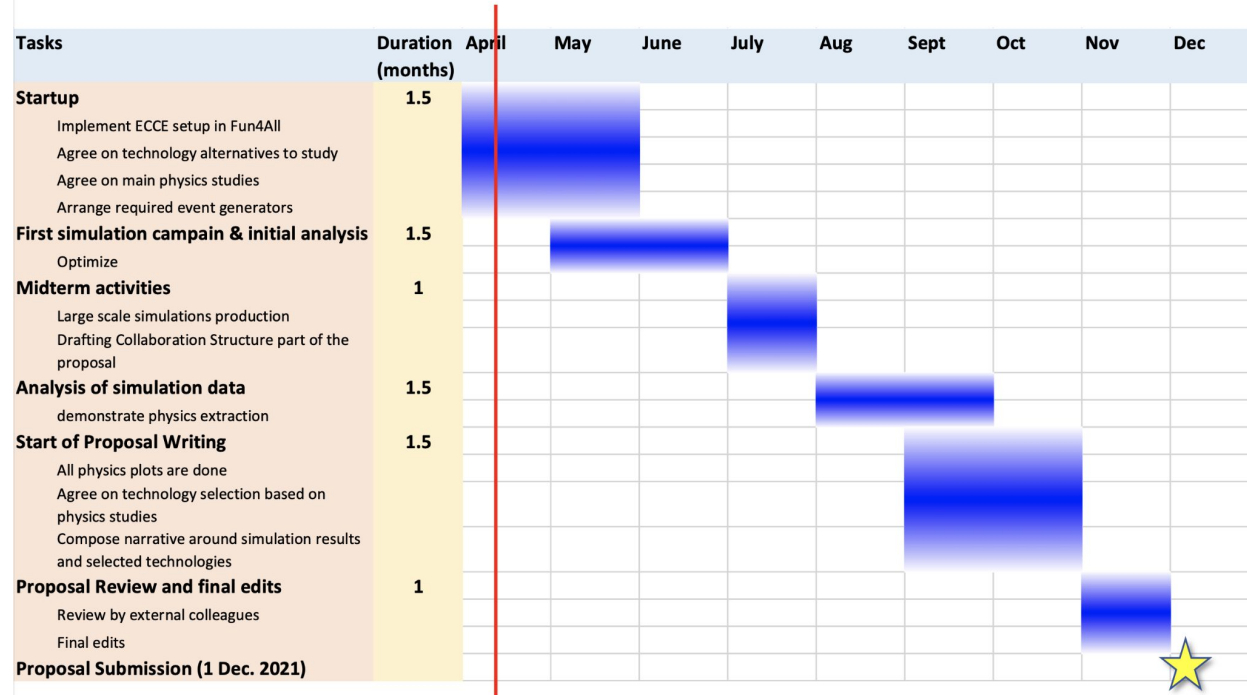 Tasks Duration April May June July Aug Sept Oct Nov Dec
(months)
Startup 1.5
Implement ECCE setup in Fun4All
Agree on technology alternatives to study
Agree on main physics studies
Arrange required event generators
First simulation campain & initial analysis 1.5
Optimize
Midterm activities 1
Large scale simulations production
Drafting Collaboration Structure part of the
proposal
Analysis of simulation data 1.5
demonstrate physics extraction
Start of Proposal Writing 1.5
All physics plots are done
Agree on technology selection based on
physics studies
Compose narrative around simulation results
and selected technologies
Proposal Review and final edits 1
Review by external colleagues
Final edits
Proposal Submission (1 Dec. 2021)